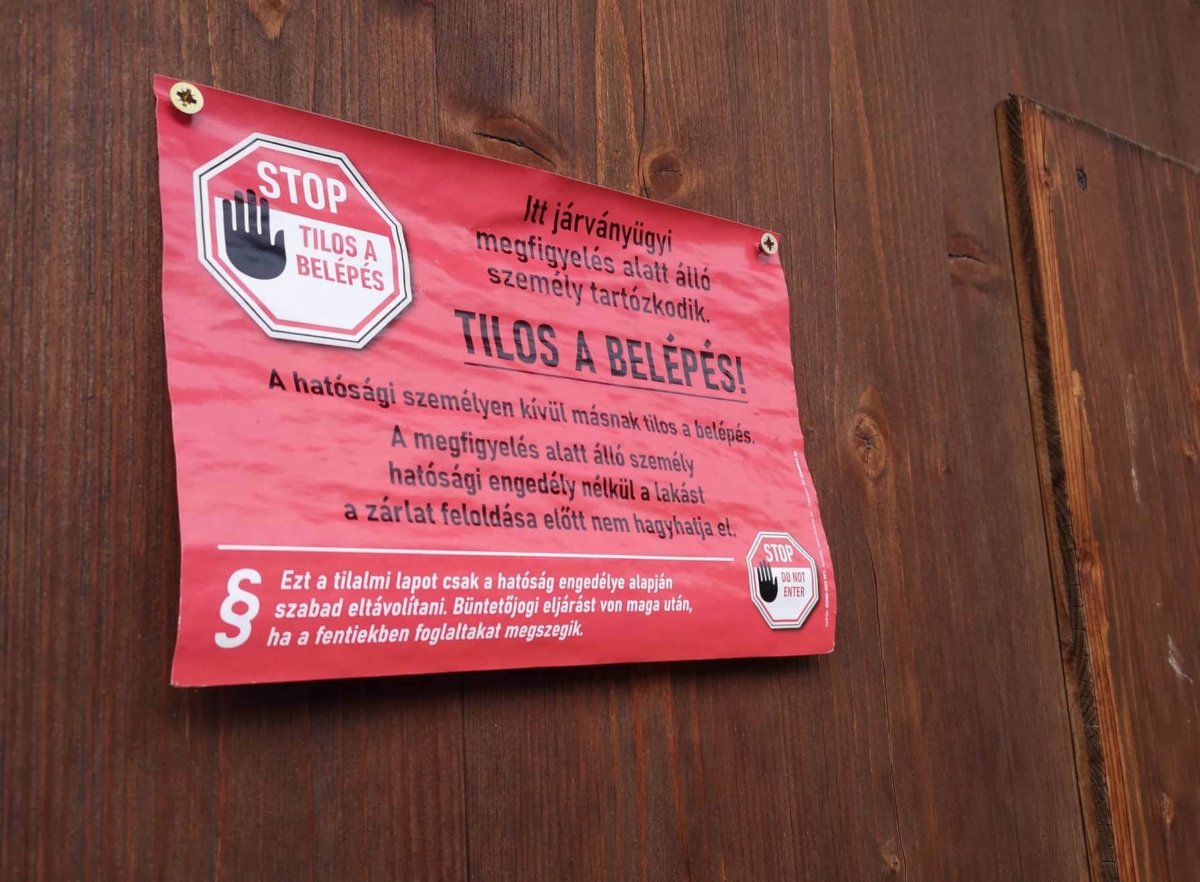 STOP
TILOS A
BELÉPÉS
Itt járványügyi
megfigyelés alatt álló
személy tartózkodik.
TILOS A BELÉPÉS!
A hatósági személyen kívül másnak tilos a belépés.
A megfigyelés alatt álló személy
hatósági engedély nélkül a lakást
a zárlat feloldása előtt nem hagyhatja el.
§ Ezt a tilalmi lapot csak a hatóság engedélye alapján
szabad eltávolítani. Büntetőjogi eljárást von maga után,
ha a fentiekben foglaltakat megszegik.
STOP
DO NOT
ENTER